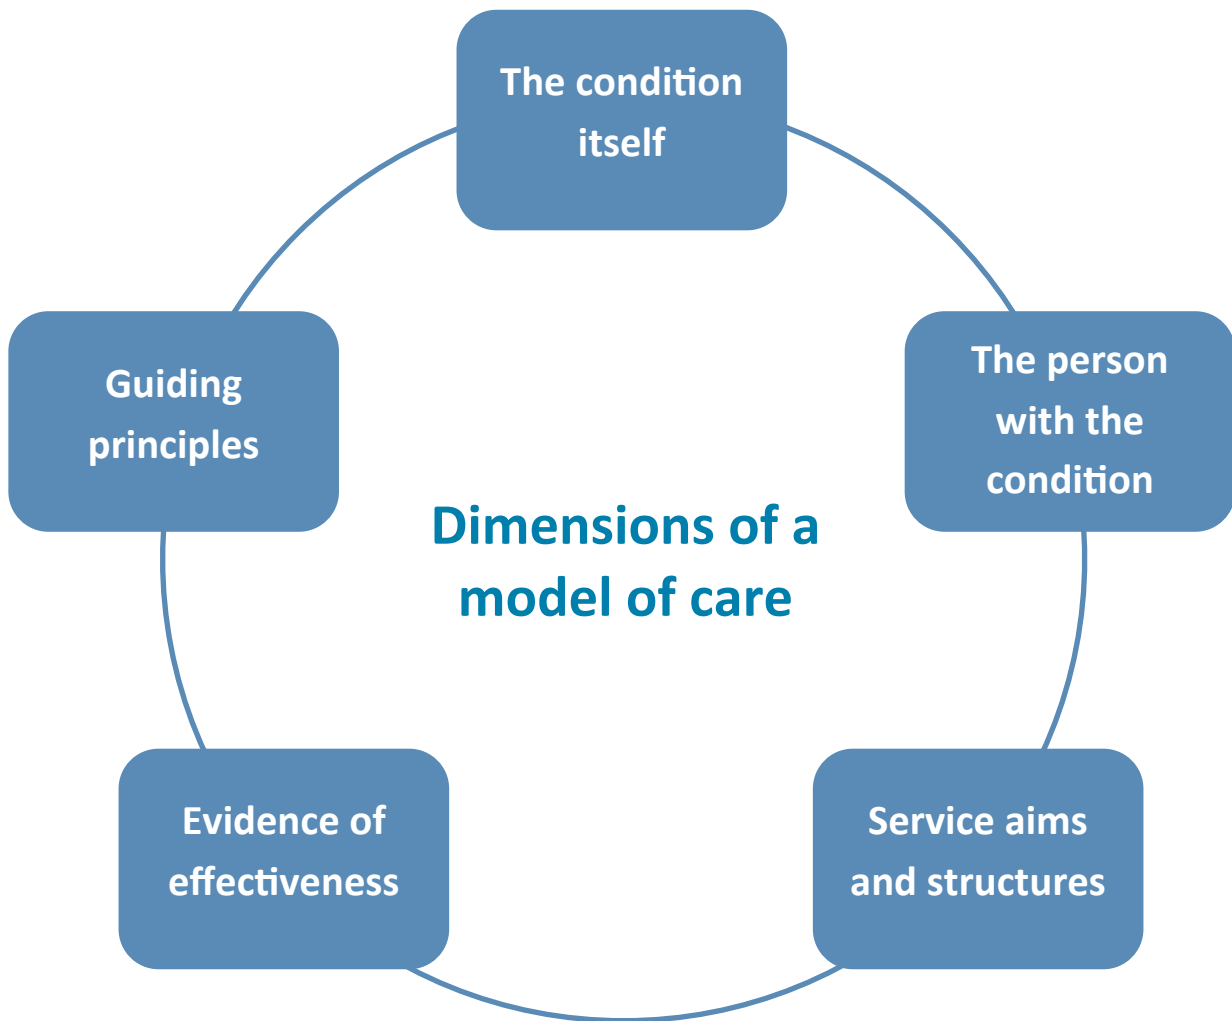 The condition
itself
The person
with the
condition
Service aims
and structures
Evidence of
effectiveness
Guiding
principles
Dimensions of a
model of care